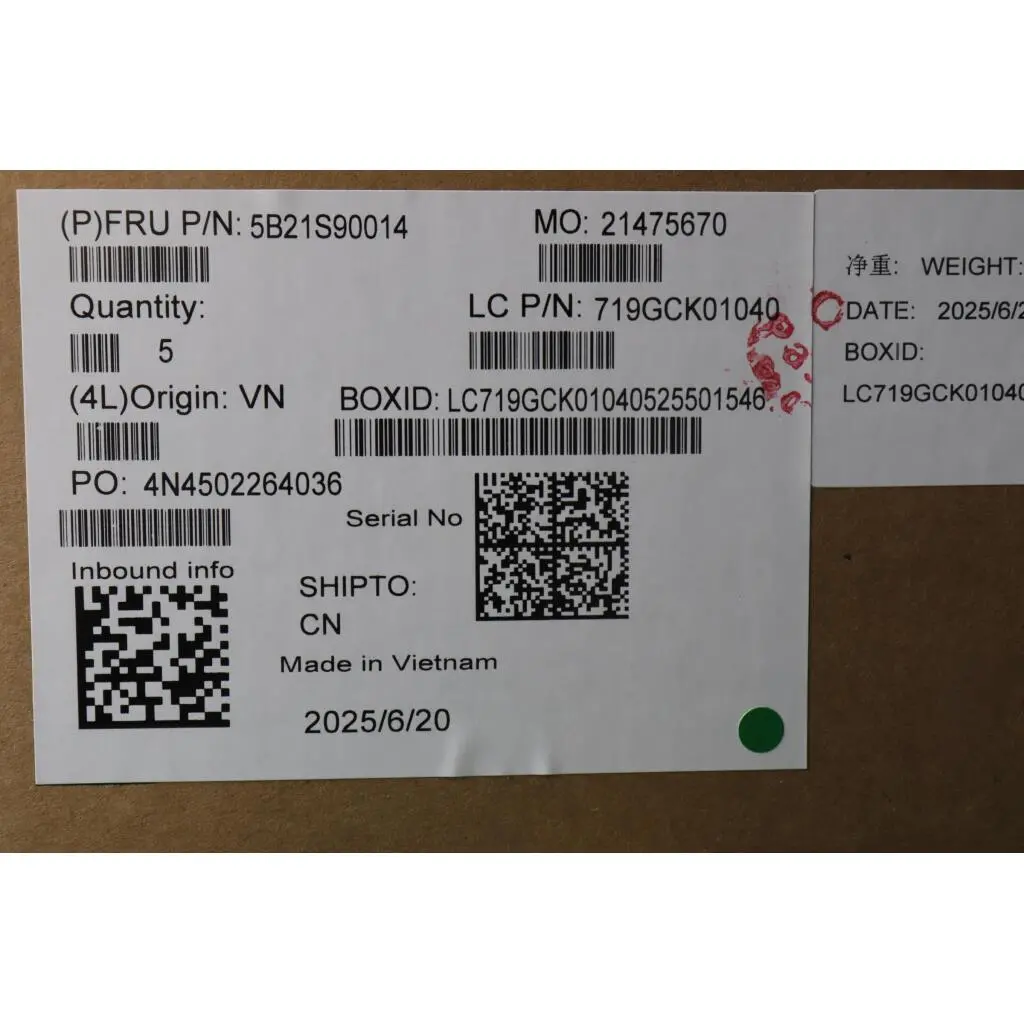 (P)FRU P/N: 5B21S90014
MO: 21475670
Quantity:
5
LC P/N: 719GCK01040
(4L)Origin: VN
BOXID: LC719GCK01040525501546
PO: 4N4502264036
Serial No
Inbound info
SHIPTO:
CN
Made in Vietnam
2025/6/20
净重: WEIGHT:
DATE: 2025/6/2
BOXID:
LC719GCK01040